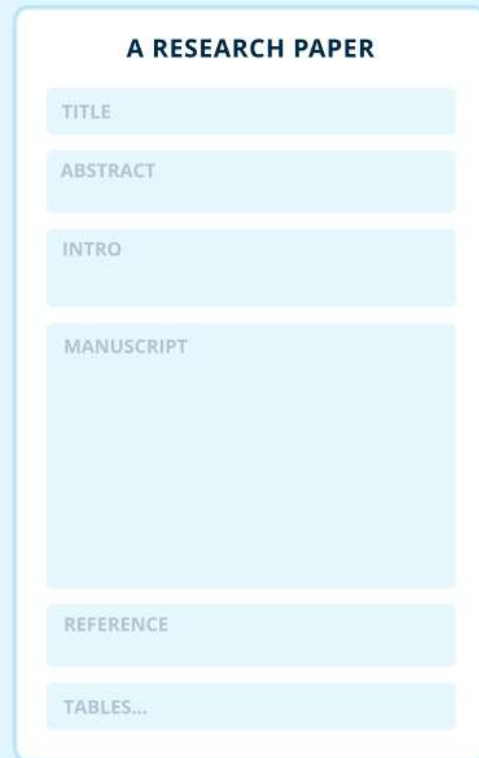 A RESEARCH PAPER
TITLE
ABSTRACT
INTRO
MANUSCRIPT
REFERENCE
TABLES...